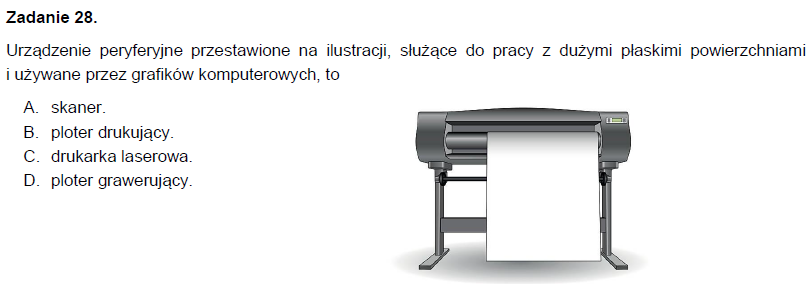 Zadanie 28.
Urządzenie peryferyjne przestawione na ilustracji, służące do pracy z dużymi płaskimi powierzchniami
i używane przez grafików komputerowych, to
A. skaner.
B. ploter drukujący.
C. drukarka laserowa.
D. ploter grawerujący.